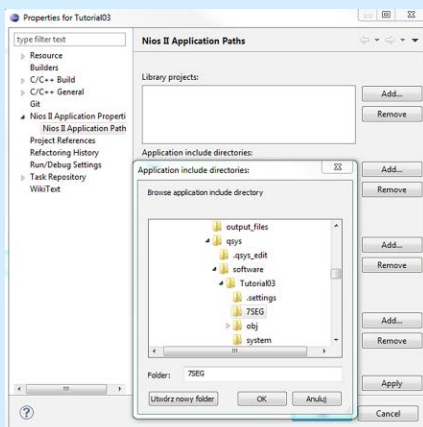 Properties for Tutorial03
type filter text
Resource
Builders
C/C++ Build
C/C++ General
Git
Nios II Application Properti
Nios II Application Path
Project References
Refactoring History
Run/Debug Settings
Task Repository
WikiText
Nios II Application Paths
Library projects:
Add...
Remove
Application include directories:
Add...
Remove
Add...
Remove
Add...
Remove
Apply
Cancel
Application include directories:
Browse application include directory
output_files
qsys
.qsys_edit
software
Tutorial03
.settings
7SEG
obj
system
Folder: 7SEG
Utwórz nowy folder OK Anuluj